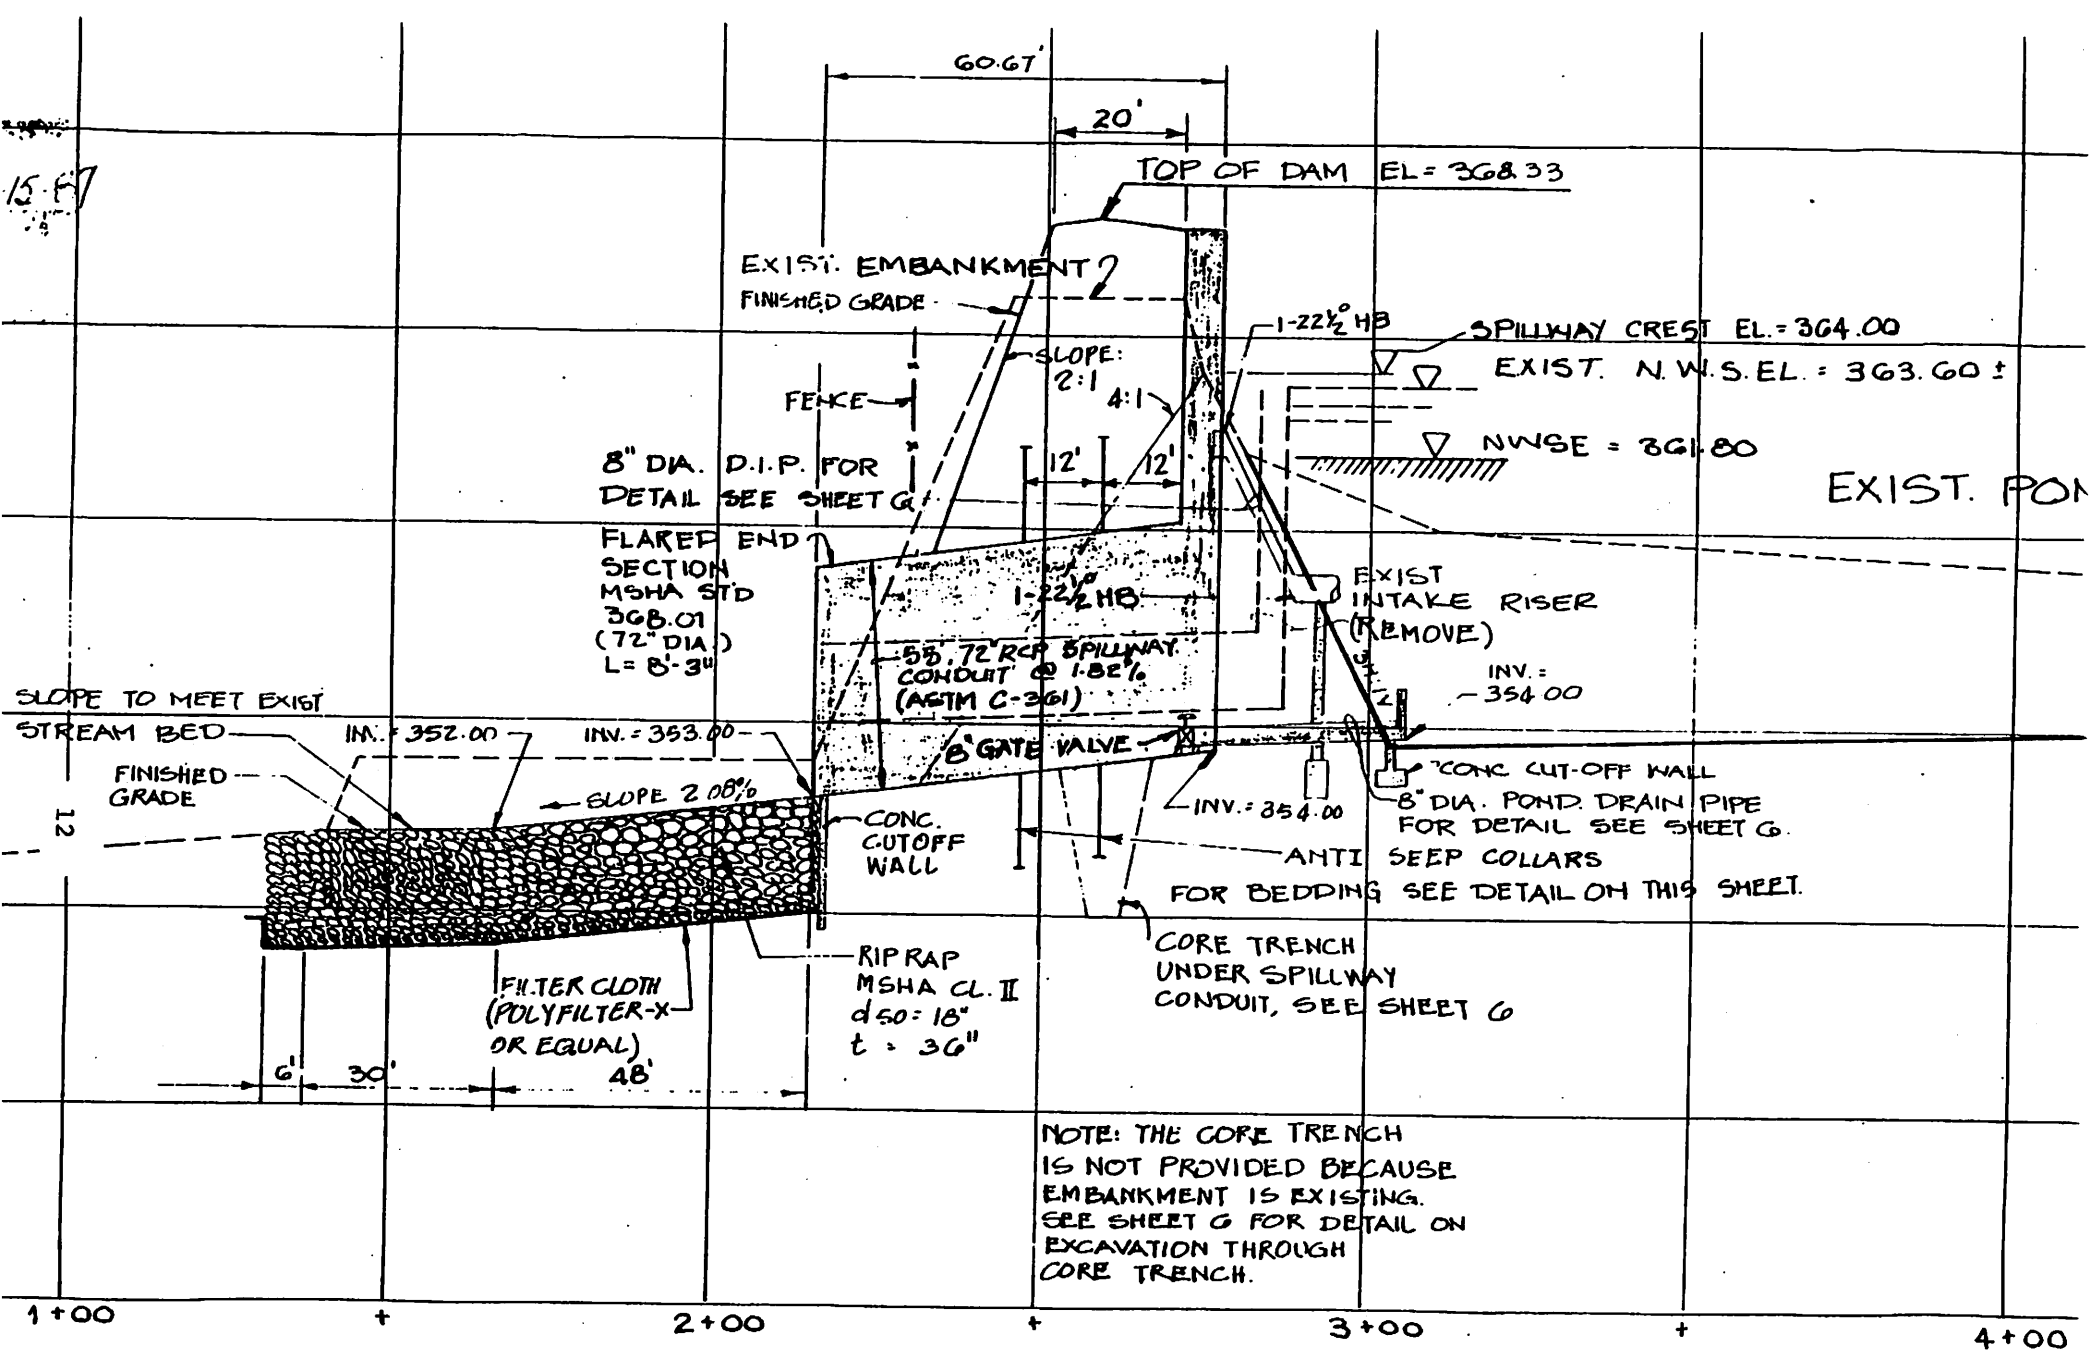 60.67'
20'
TOP OF DAM EL = 368.33
EXIST. EMBANKMENT
FINISHED GRADE
1-22½° HB
SPILLWAY CREST EL. = 364.00
EXIST. N.W.S.EL. = 363.60 ±
SLOPE:
2:1
FENCE
4:1
NWSE = 361.80
EXIST. PON
8" DIA. D.I.P. FOR
DETAIL SEE SHEET 6
12' 12'
FLARED END
SECTION
MSHA STD
368.01
(72" DIA.)
L = 8'-3"
1-22½° HB
EXIST
INTAKE RISER
(REMOVE)
55' 72" RCP SPILLWAY
CONDUIT @ 1.82%
(ASTM C-361)
INV. =
354.00
SLOPE TO MEET EXIST
STREAM BED
INV. = 352.00
INV. = 353.00
8" GATE VALVE
FINISHED
GRADE
SLOPE 2.08%
CONC.
CUTOFF
WALL
INV. = 354.00
CONC CUT-OFF WALL
8" DIA. POND DRAIN PIPE
FOR DETAIL SEE SHEET 6.
ANTI SEEP COLLARS
FOR BEDDING SEE DETAIL ON THIS SHEET.
12
CORE TRENCH
UNDER SPILLWAY
CONDUIT, SEE SHEET 6
RIP RAP
MSHA CL. II
d50 = 18"
t = 36"
FILTER CLOTH
(POLYFILTER-X
OR EQUAL)
6' 30' 48'
NOTE: THE CORE TRENCH
IS NOT PROVIDED BECAUSE
EMBANKMENT IS EXISTING.
SEE SHEET 6 FOR DETAIL ON
EXCAVATION THROUGH
CORE TRENCH.
1+00 + 2+00 + 3+00 + 4+00